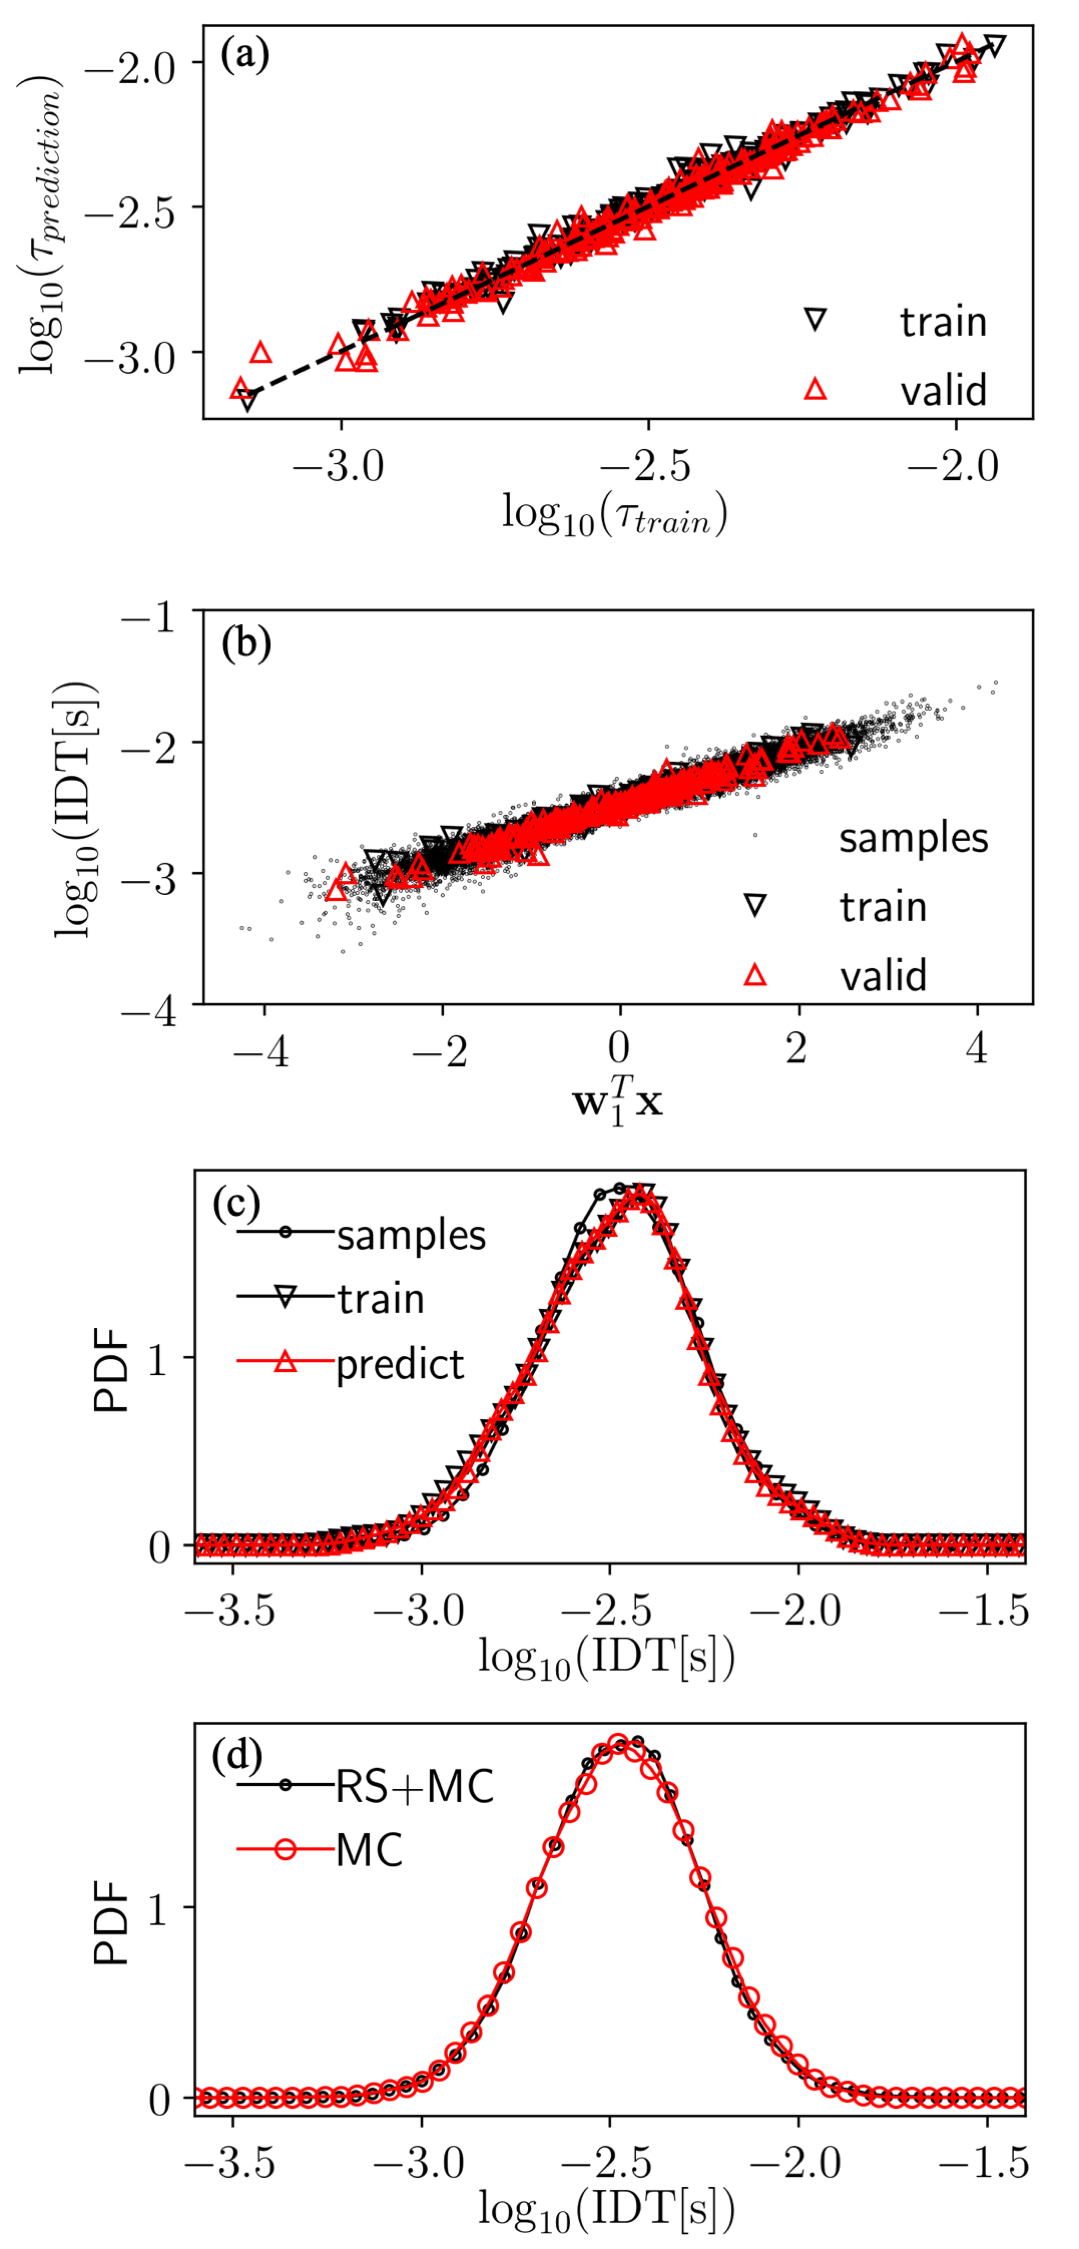 (a)
−2.0
−2.5
−3.0
log₁₀(τ_prediction)
train
valid
−3.0 −2.5 −2.0
log₁₀(τ_train)
(b)
−1
−2
−3
−4
log₁₀(IDT[s])
samples
train
valid
−4 −2 0 2 4
w₁ᵀx
(c)
samples
train
predict
PDF
1
0
−3.5 −3.0 −2.5 −2.0 −1.5
log₁₀(IDT[s])
(d)
RS+MC
MC
PDF
1
0
−3.5 −3.0 −2.5 −2.0 −1.5
log₁₀(IDT[s])